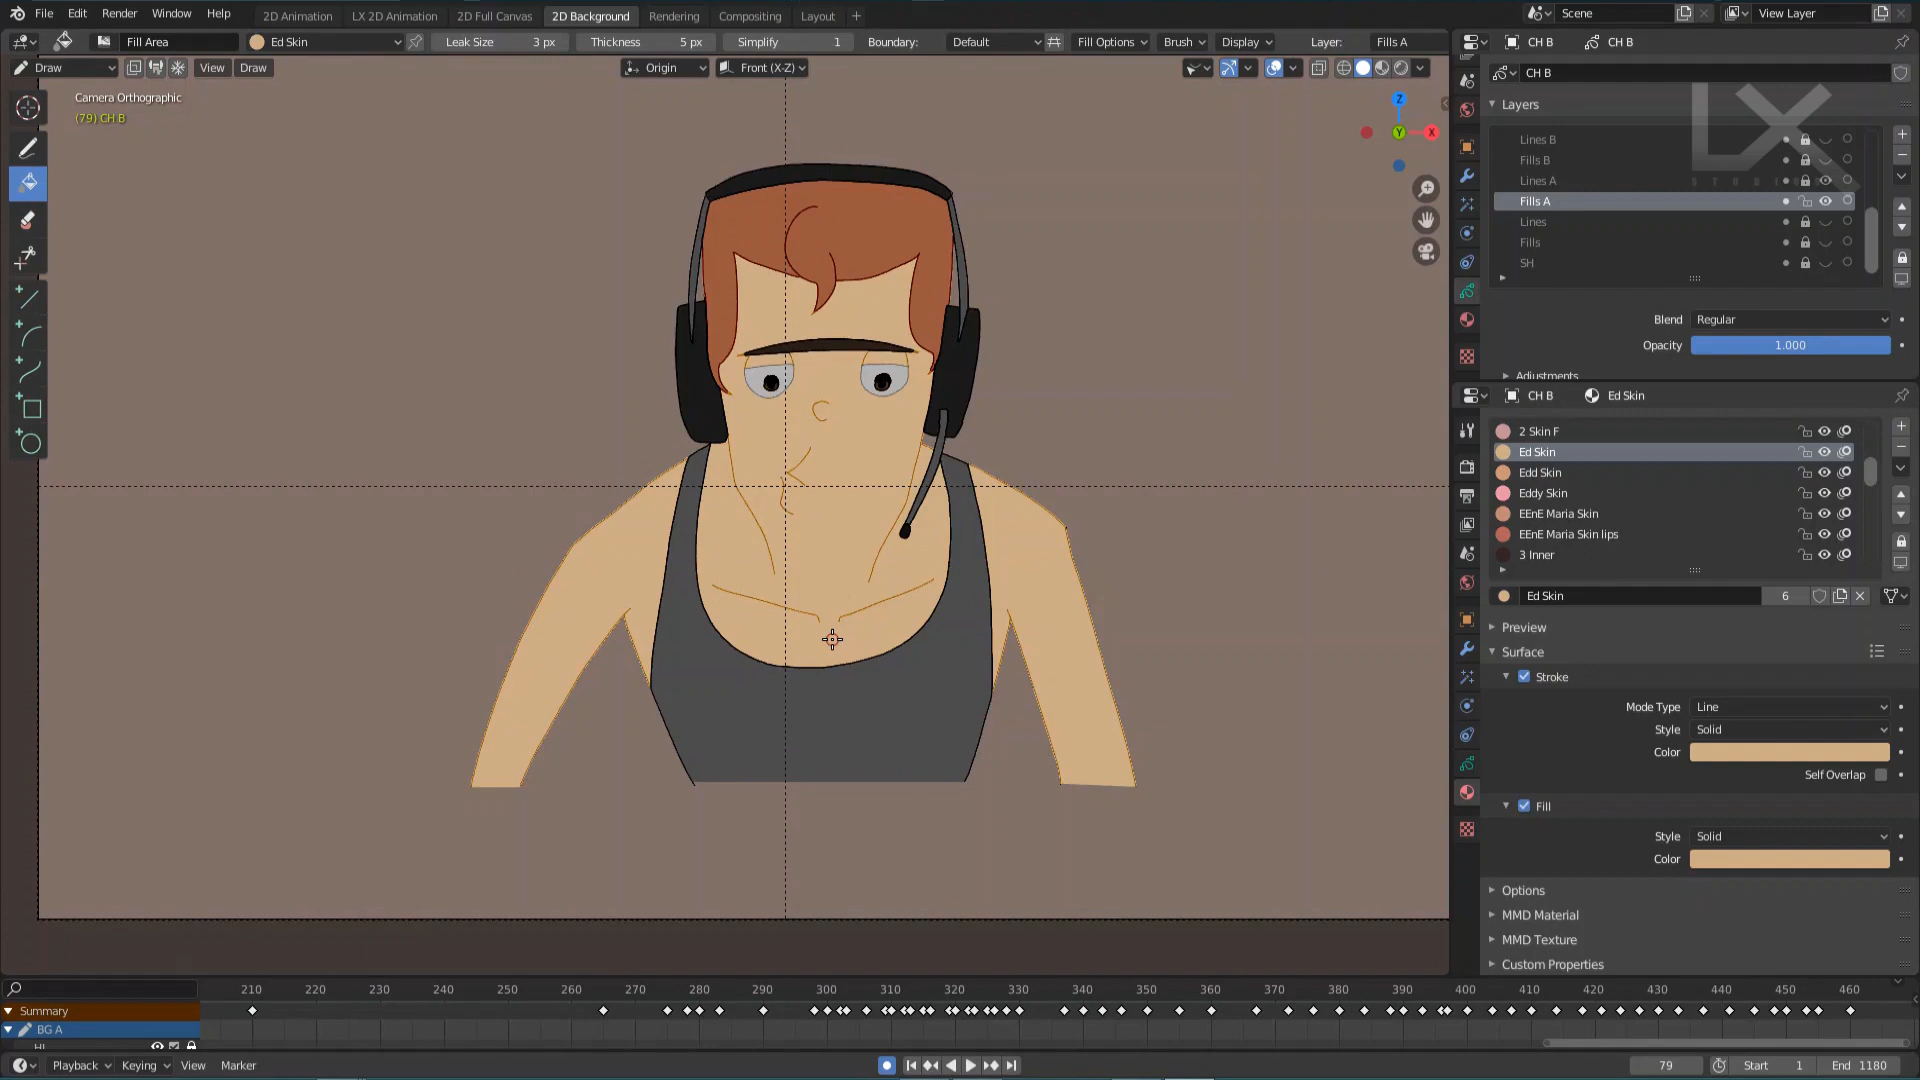 File Edit Render Window Help 2D Animation LX 2D Animation 2D Full Canvas 2D Background Rendering Compositing Layout Scene View Layer
Fill Area Ed Skin Leak Size 3 px Thickness 5 px Simplify 1 Boundary: Default Fill Options Brush Display Layer: Fills A CH B CH B
Draw View Draw Origin Front (X-Z) CH B
Camera Orthographic
(79) CH B
Z
Y X
Layers
Lines B
Fills B
Lines A
Fills A
Lines
Fills
SH
LX
Blend Regular
Opacity 1.000
Adjustments
CH B Ed Skin
2 Skin F
Ed Skin
Edd Skin
Eddy Skin
EEnE Maria Skin
EEnE Maria Skin lips
3 Inner
Ed Skin 6
Preview
Surface
Stroke
Mode Type Line
Style Solid
Color
Self Overlap
Fill
Style Solid
Color
Options
MMD Material
MMD Texture
Custom Properties
210 220 230 240 250 260 270 280 290 300 310 320 330 340 350 360 370 380 390 400 410 420 430 440 450 460
Summary
BG A
Playback Keying View Marker 79 Start 1 End 1180